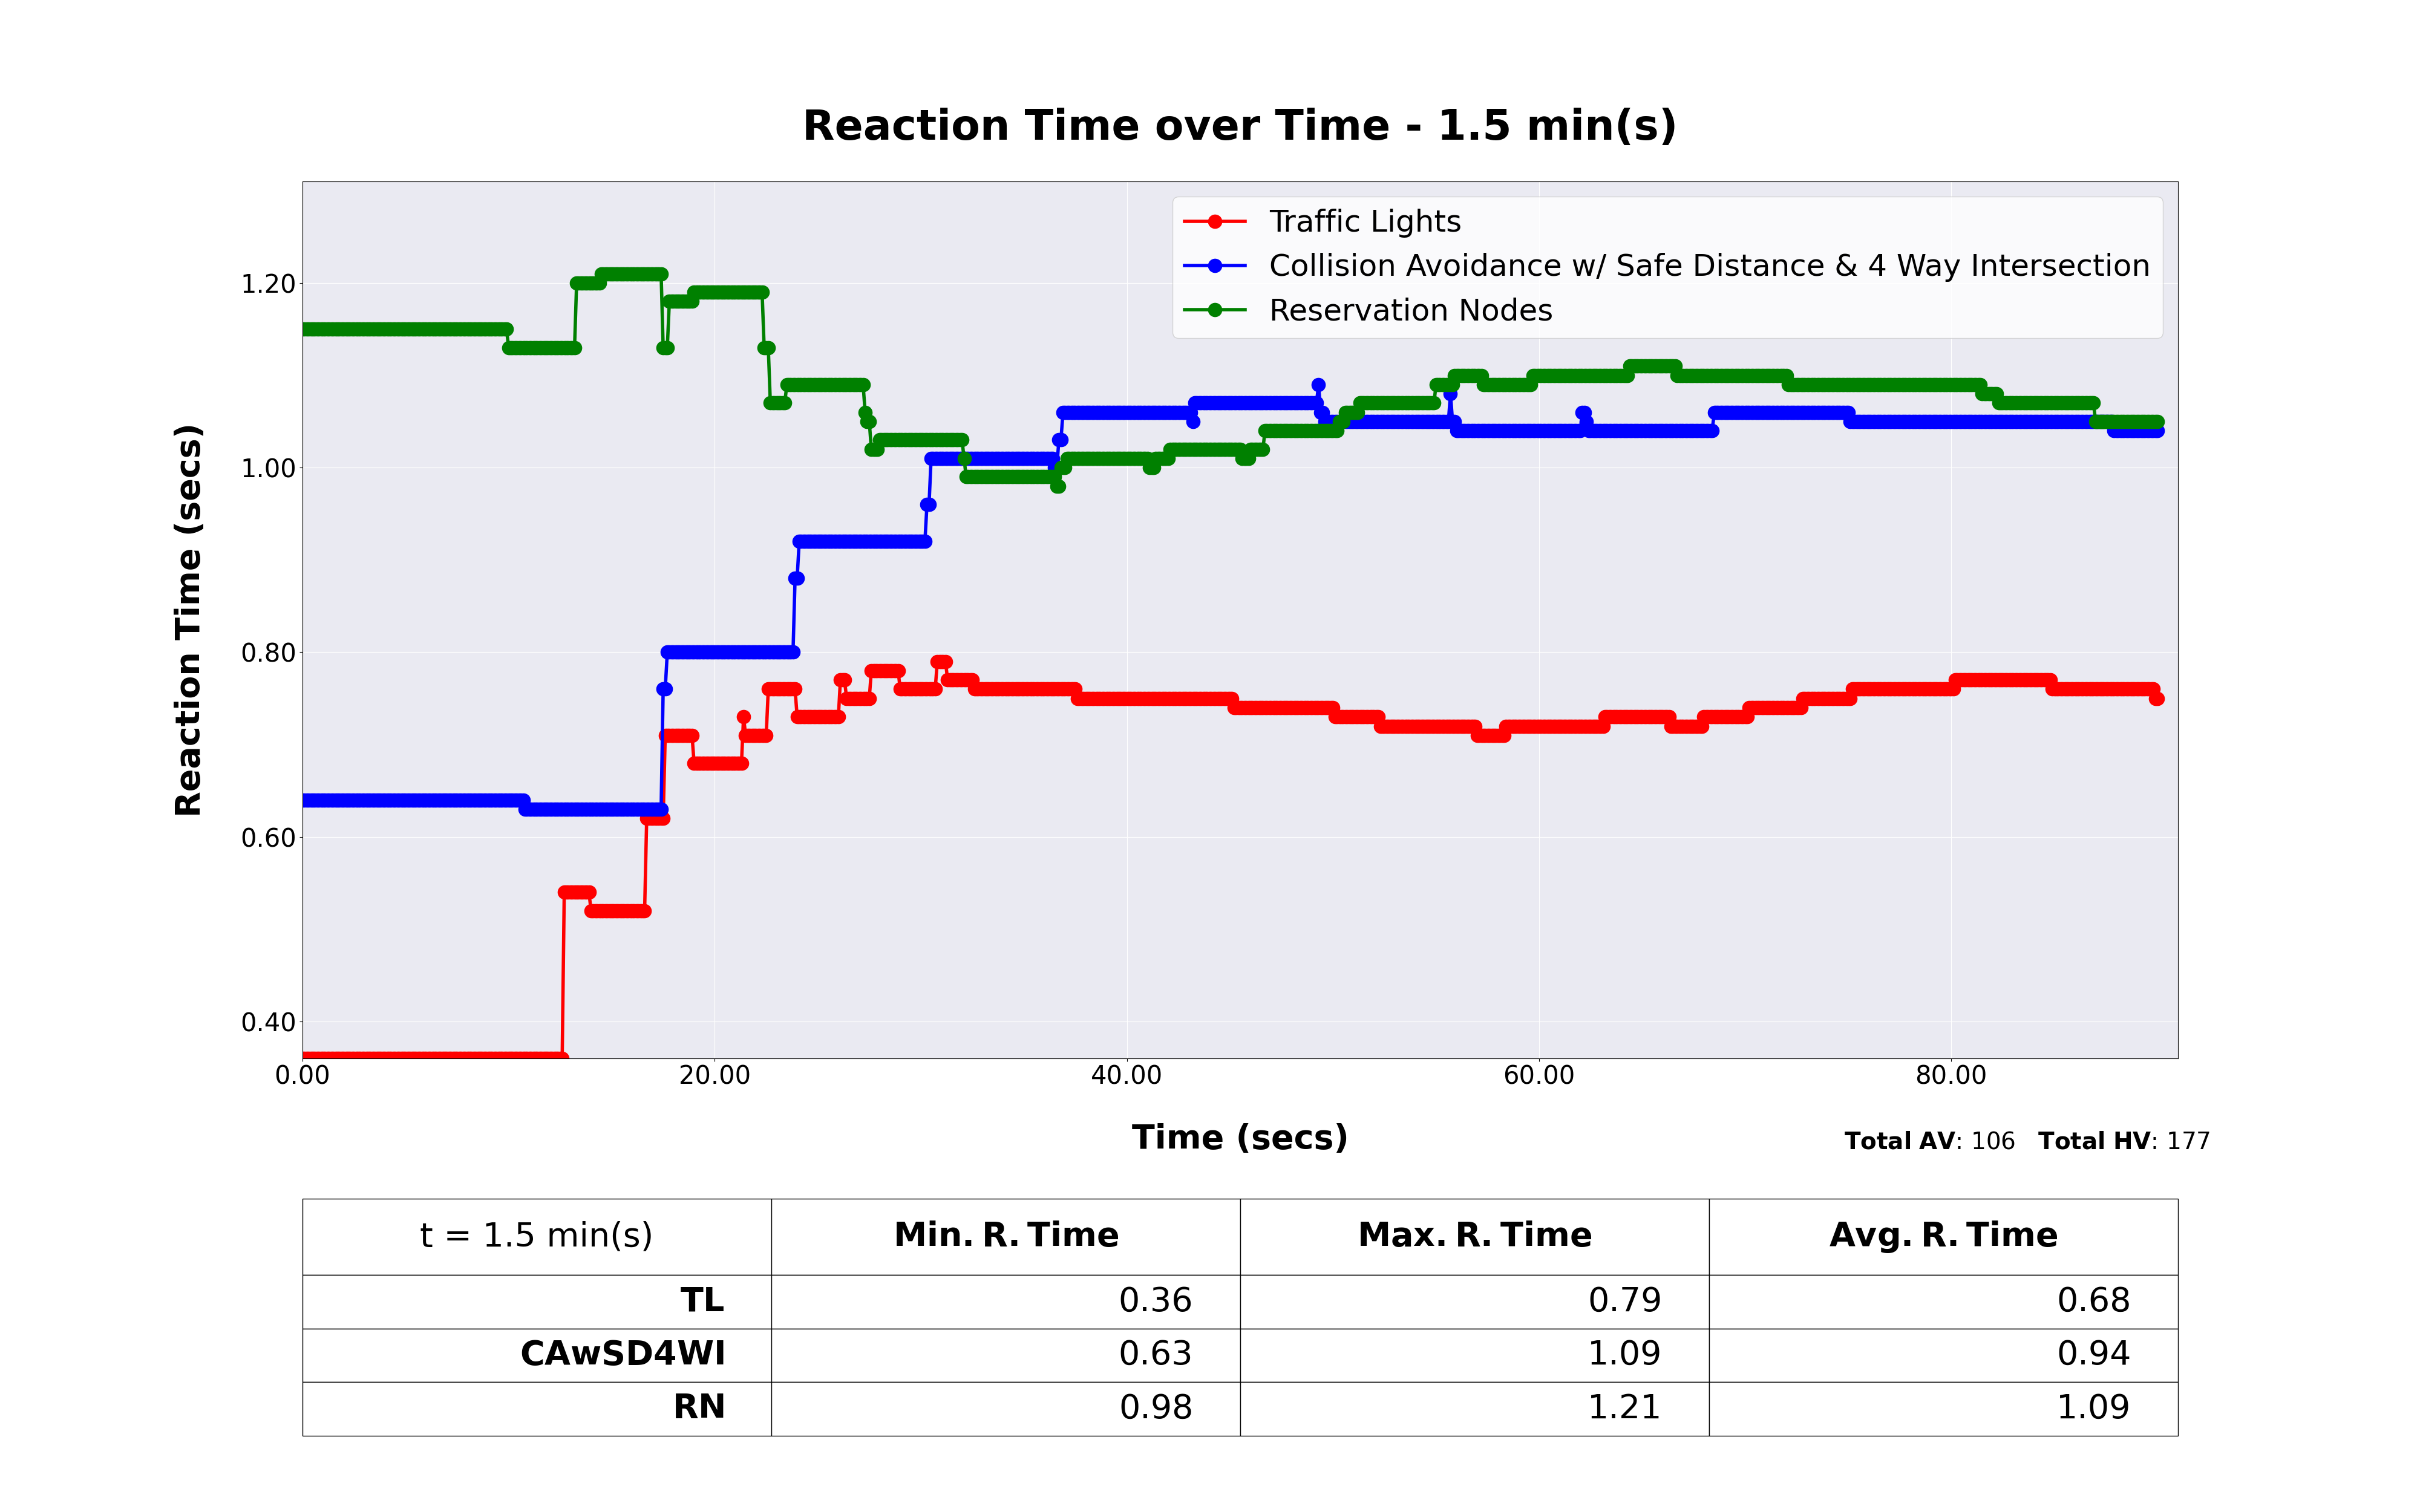 Reaction Time over Time - 1.5 min(s)
Traffic Lights
Collision Avoidance w/ Safe Distance & 4 Way Intersection
Reservation Nodes
Reaction Time (secs)
1.20
1.00
0.80
0.60
0.40
0.00 20.00 40.00 60.00 80.00
Time (secs)
Total AV: 106 Total HV: 177
t = 1.5 min(s) Min. R. Time Max. R. Time Avg. R. Time
TL 0.36 0.79 0.68
CAwSD4WI 0.63 1.09 0.94
RN 0.98 1.21 1.09